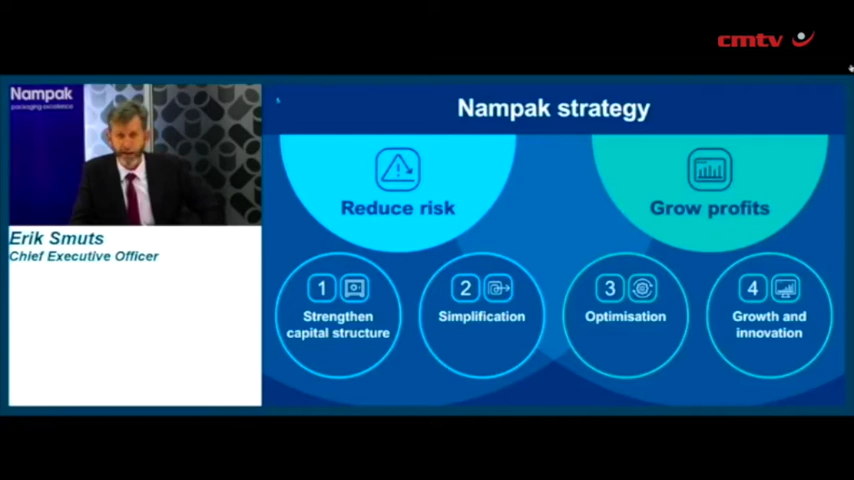 cmtv
Nampak
packaging excellence
Erik Smuts
Chief Executive Officer
Nampak strategy
Reduce risk
Grow profits
1
Strengthen
capital structure
2
Simplification
3
Optimisation
4
Growth and
innovation